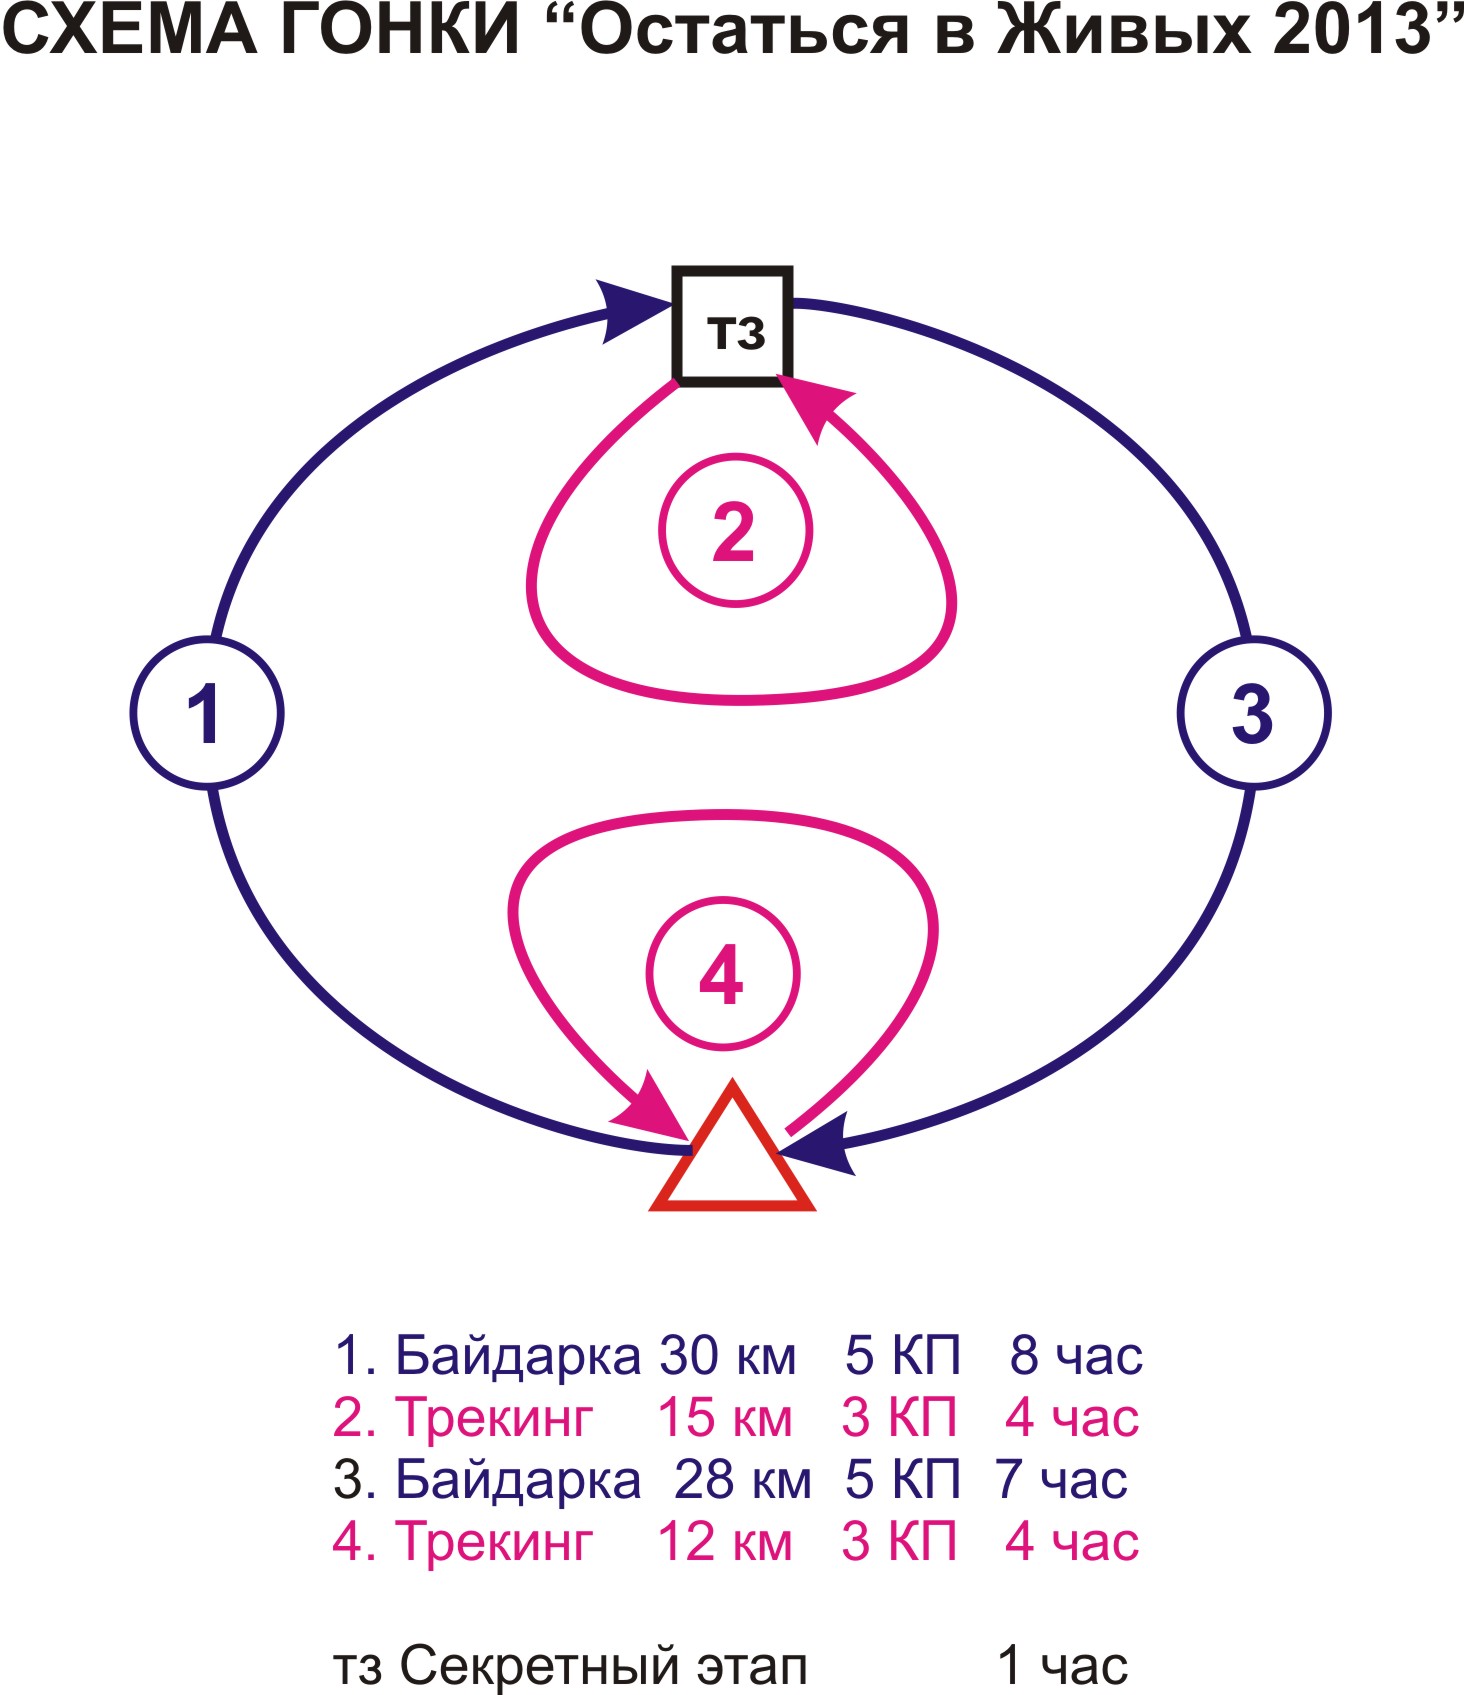 СХЕМА ГОНКИ “Остаться в Живых 2013”
тз
2
1
3
4
1. Байдарка 30 км 5 КП 8 час
2. Трекинг 15 км 3 КП 4 час
3. Байдарка 28 км 5 КП 7 час
4. Трекинг 12 км 3 КП 4 час
тз Секретный этап 1 час